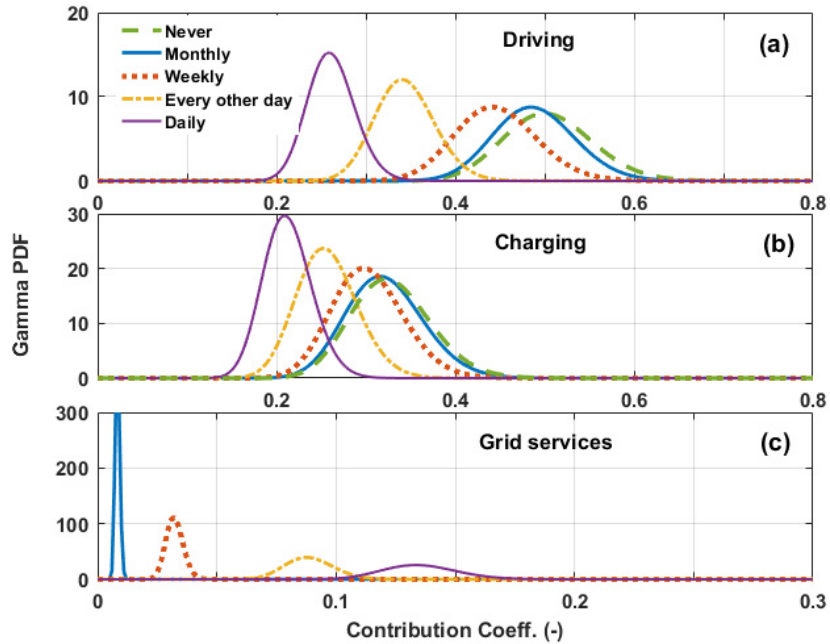 20
10
0
Never
Monthly
Weekly
Every other day
Daily
Driving
(a)
0
0.2
0.4
0.6
0.8
30
20
10
0
Charging
(b)
Gamma PDF
0
0.2
0.4
0.6
0.8
300
200
100
0
Grid services
(c)
0
0.1
0.2
0.3
Contribution Coeff. (-)